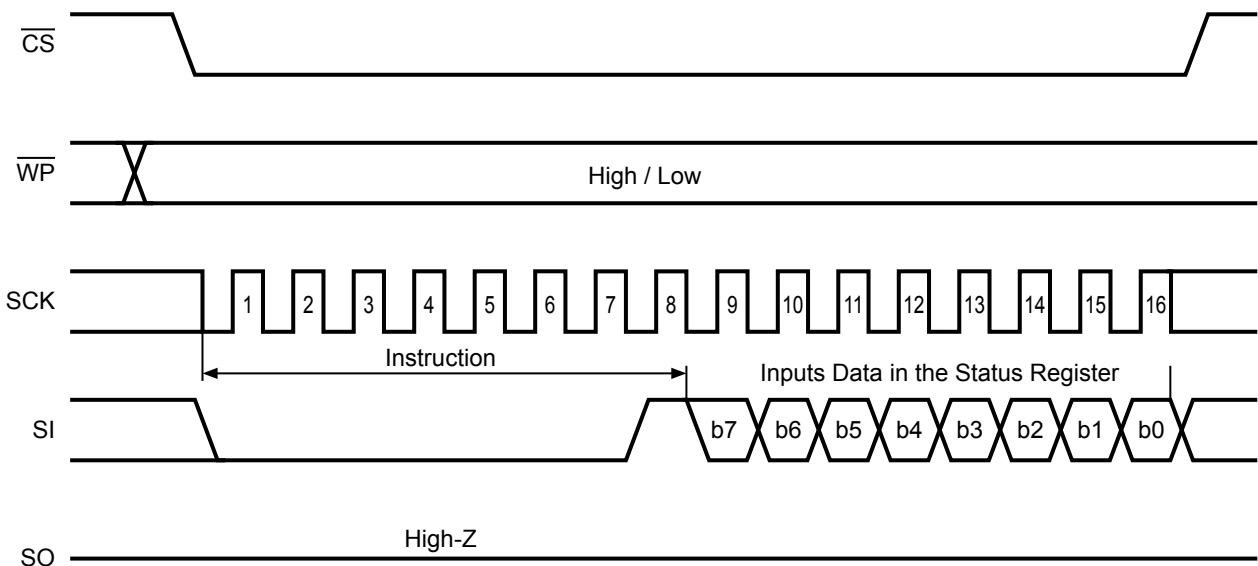 CS
WP
High / Low
SCK
1 2 3 4 5 6 7 8 9 10 11 12 13 14 15 16
Instruction
Inputs Data in the Status Register
SI
b7 b6 b5 b4 b3 b2 b1 b0
High-Z
SO